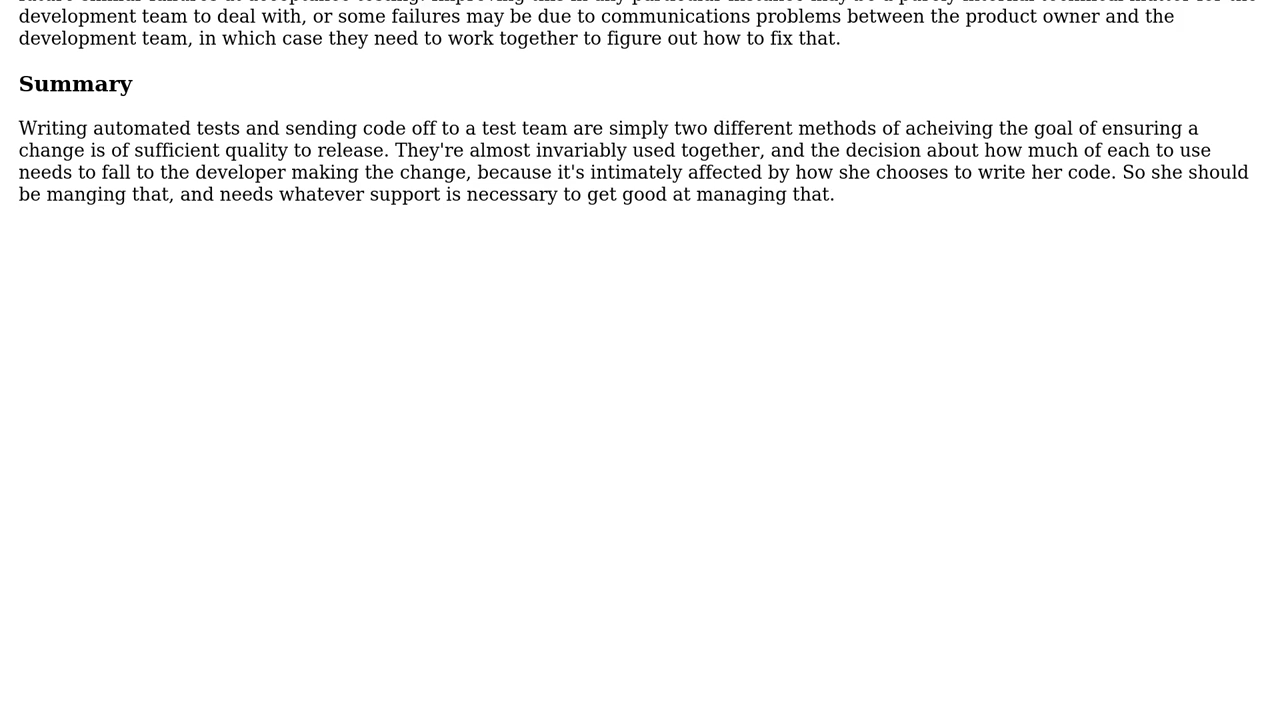 development team to deal with, or some failures may be due to communications problems between the product owner and the
development team, in which case they need to work together to figure out how to fix that.
Summary
Writing automated tests and sending code off to a test team are simply two different methods of acheiving the goal of ensuring a
change is of sufficient quality to release. They're almost invariably used together, and the decision about how much of each to use
needs to fall to the developer making the change, because it's intimately affected by how she chooses to write her code. So she should
be manging that, and needs whatever support is necessary to get good at managing that.